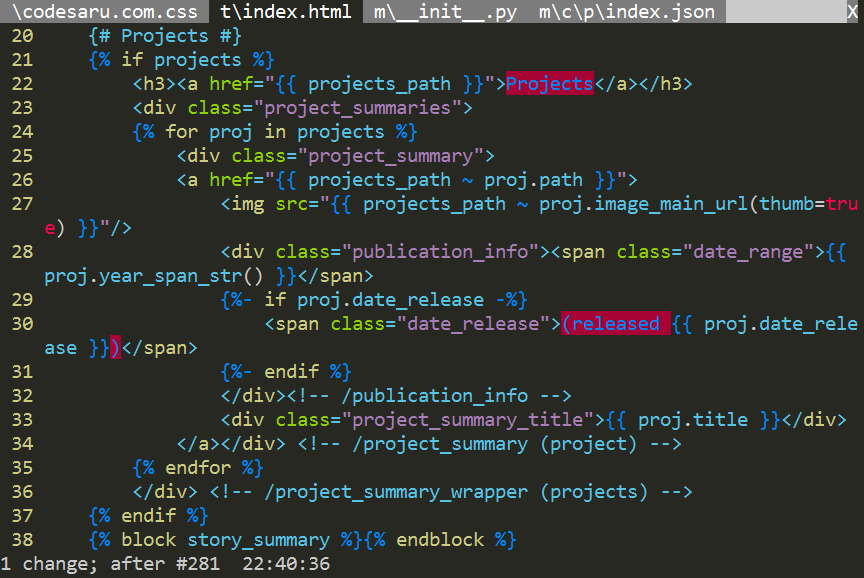 \codesaru.com.css  t\index.html  m\__init__.py  m\c\p\index.json X
20     {# Projects #}
21     {% if projects %}
22         <h3><a href="{{ projects_path }}">Projects</a></h3>
23         <div class="project_summaries">
24         {% for proj in projects %}
25             <div class="project_summary">
26             <a href="{{ projects_path ~ proj.path }}">
27                 <img src="{{ projects_path ~ proj.image_main_url(thumb=tru
e) }}"/>
28                 <div class="publication_info"><span class="date_range">{{
proj.year_span_str() }}</span>
29                 {%- if proj.date_release -%}
30                     <span class="date_release">(released {{ proj.date_rele
ase }})</span>
31                 {%- endif %}
32                 </div><!-- /publication_info -->
33                 <div class="project_summary_title">{{ proj.title }}</div>
34             </a></div> <!-- /project_summary (project) -->
35         {% endfor %}
36         </div> <!-- /project_summary_wrapper (projects) -->
37     {% endif %}
38     {% block story_summary %}{% endblock %}
1 change; after #281  22:40:36